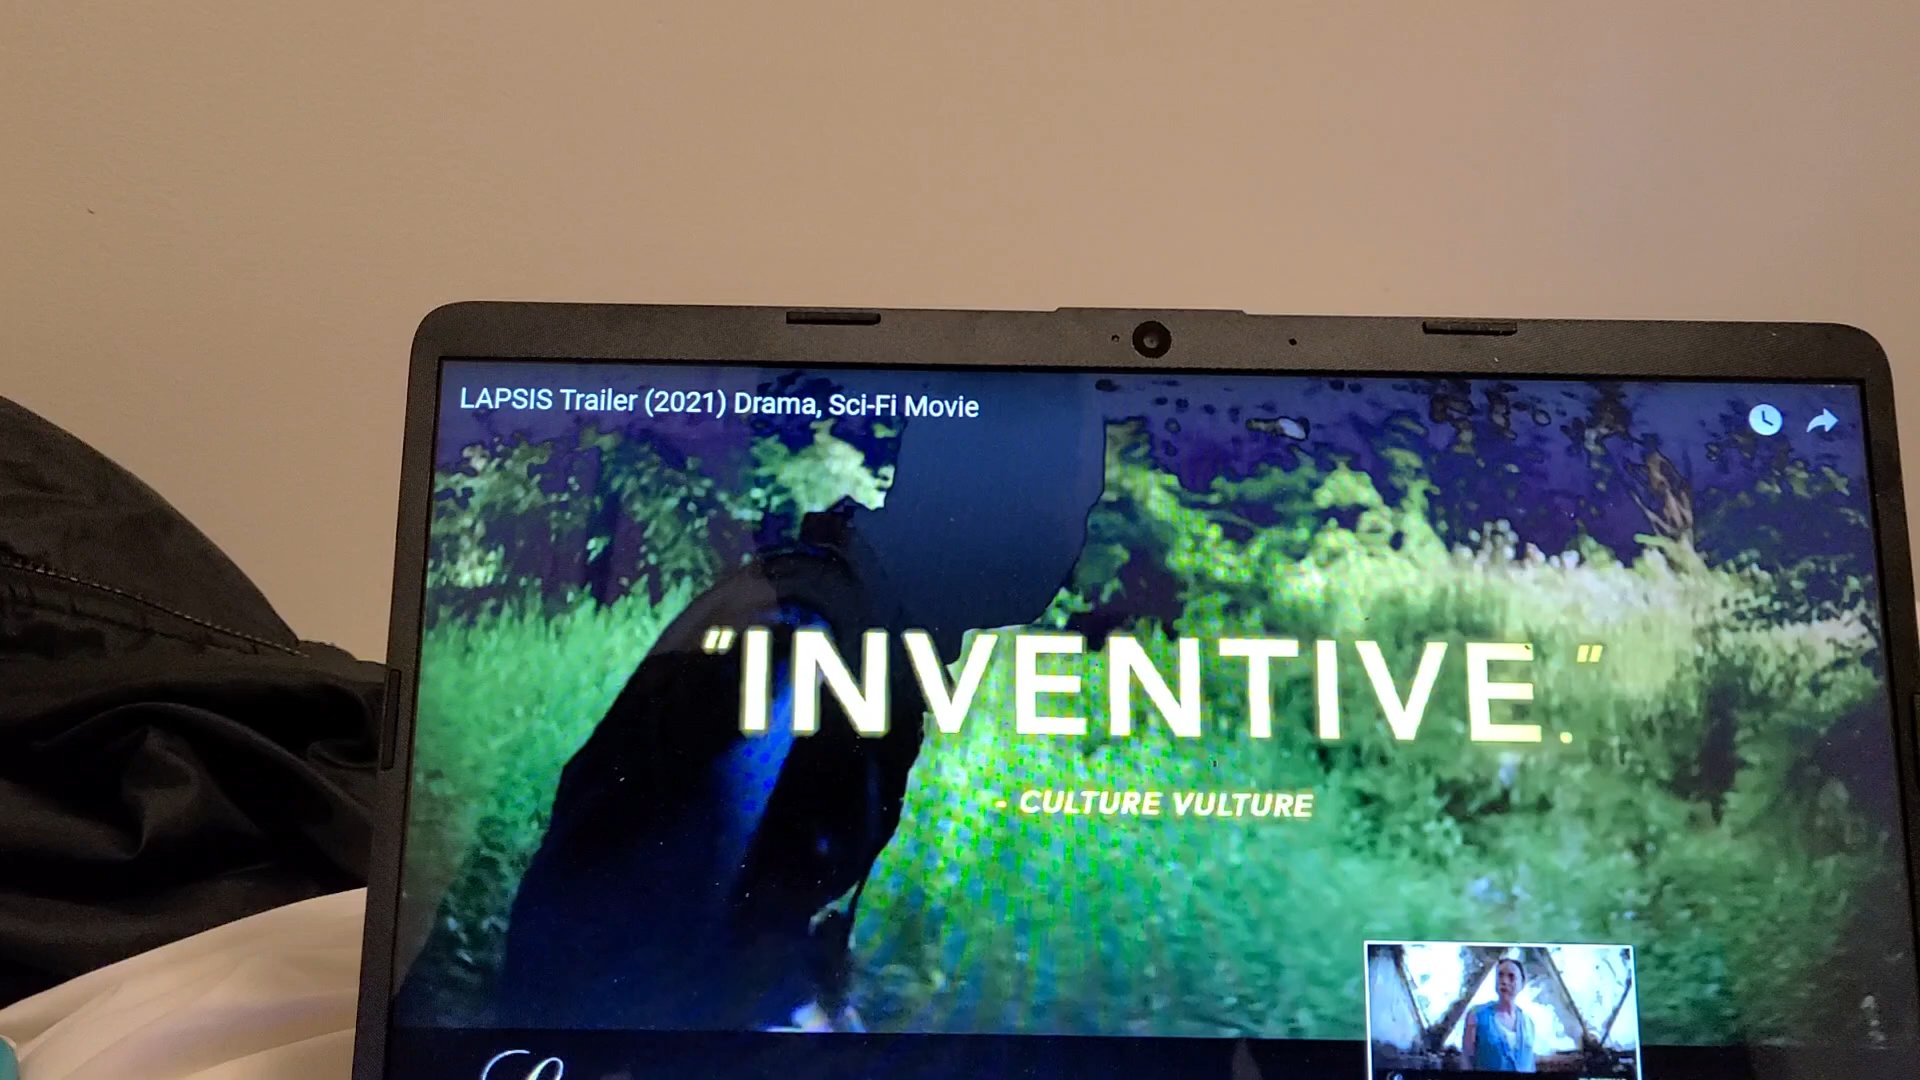 LAPSIS Trailer (2021) Drama, Sci-Fi Movie
"INVENTIVE."
- CULTURE VULTURE